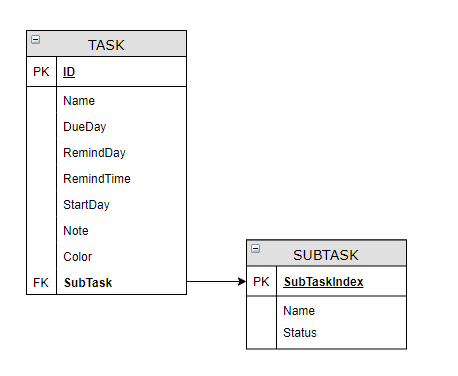 TASK
PK ID
Name
DueDay
RemindDay
RemindTime
StartDay
Note
Color
FK SubTask
SUBTASK
PK SubTaskIndex
Name
Status